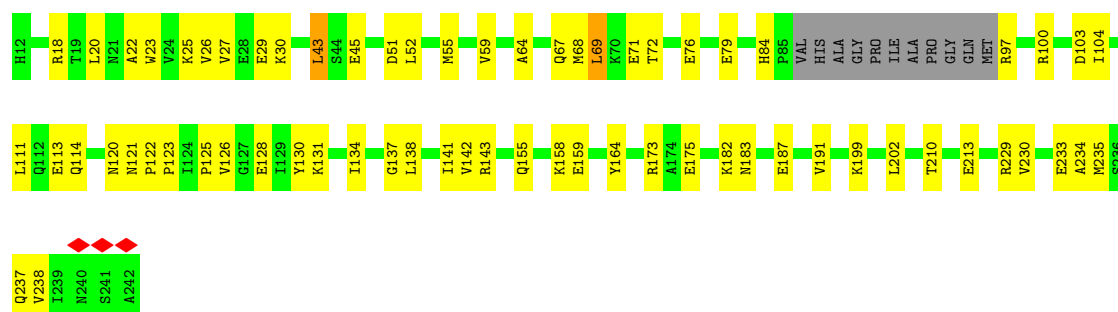 H12 R18 T19 L20 N21 A22 W23 V24 K25 V26 V27 E28 E29 K30 L43 S44 E45 D51 L52 M55 V59 A64 Q67 M68 L69 K70 E71 T72 E76 E79 H84 P85 VAL HIS ALA GLY PRO ILE ALA PRO GLY GLN MET R97 R100 D103 I104
L111 Q112 E113 Q114 N120 N121 P122 P123 I124 P125 V126 G127 E128 I129 Y130 K131 I134 G137 L138 I141 V142 R143 Q155 K158 E159 Y164 R173 A174 E175 K182 N183 E187 V191 K199 L202 T210 E213 R229 V230 E233 A234 M235 S236
Q237 V238 I239 N240 S241 A242